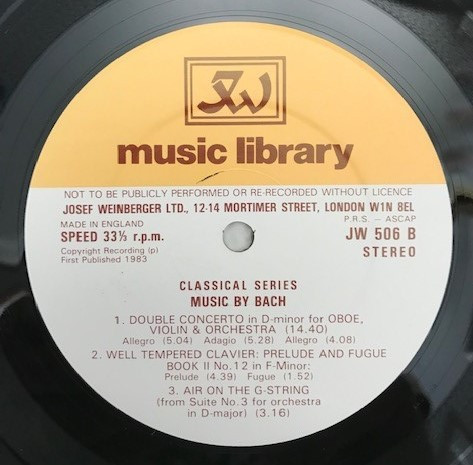 JW
music library
NOT TO BE PUBLICLY PERFORMED OR RE-RECORDED WITHOUT LICENCE
JOSEF WEINBERGER LTD., 12-14 MORTIMER STREET, LONDON W1N 8EL
MADE IN ENGLAND
P.R.S. – ASCAP
SPEED 33⅓ r.p.m.
JW 506 B
Copyright Recording (p)
First Published 1983
STEREO
CLASSICAL SERIES
MUSIC BY BACH
1. DOUBLE CONCERTO in D-minor for OBOE,
VIOLIN & ORCHESTRA (14.40)
Allegro (5.04) Adagio (5.28) Allegro (4.08)
2. WELL TEMPERED CLAVIER: PRELUDE AND FUGUE
BOOK II No.12 in F-Minor:
Prelude (4.39) Fugue (1.52)
3. AIR ON THE G-STRING
(from Suite No.3 for orchestra
in D-major) (3.16)